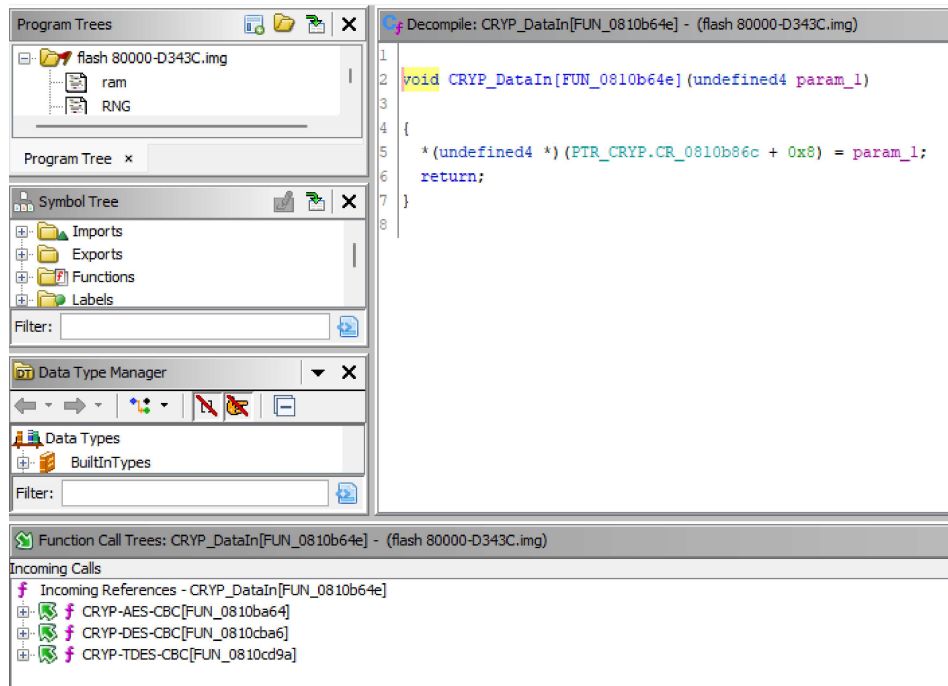 Program Trees
flash 80000-D343C.img
ram
RNG
Program Tree ×
Symbol Tree
Imports
Exports
Functions
Labels
Filter:
Data Type Manager
Data Types
BuiltInTypes
Filter:
Decompile: CRYP_DataIn[FUN_0810b64e] - (flash 80000-D343C.img)
1
2 void CRYP_DataIn[FUN_0810b64e](undefined4 param_1)
3
4 {
5 *(undefined4 *)(PTR_CRYP.CR_0810b86c + 0x8) = param_1;
6 return;
7 }
8
Function Call Trees: CRYP_DataIn[FUN_0810b64e] - (flash 80000-D343C.img)
Incoming Calls
f Incoming References - CRYP_DataIn[FUN_0810b64e]
f CRYP-AES-CBC[FUN_0810ba64]
f CRYP-DES-CBC[FUN_0810cba6]
f CRYP-TDES-CBC[FUN_0810cd9a]